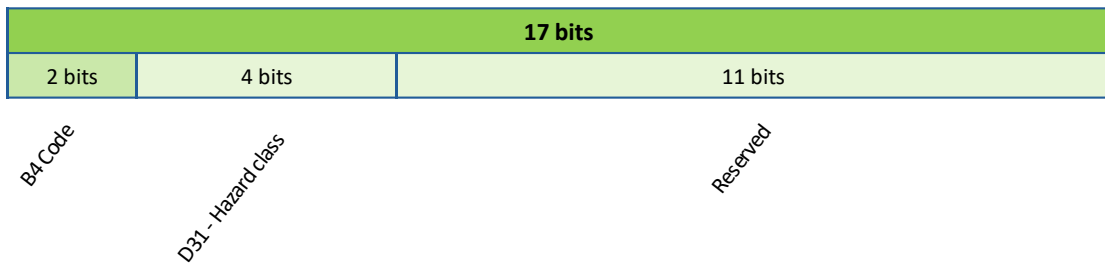 17 bits
2 bits
4 bits
11 bits
B4 Code
D31 - Hazard class
Reserved